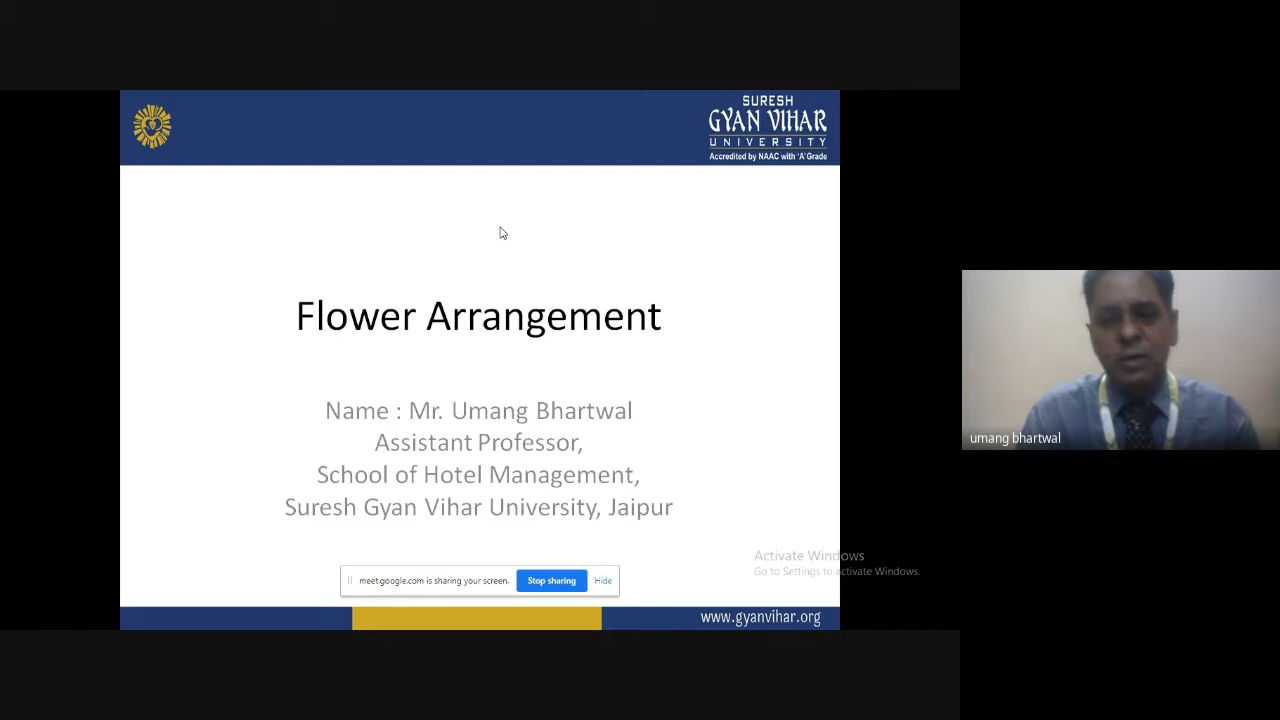 SURESH
GYAN VIHAR
UNIVERSITY
Accredited by NAAC with 'A' Grade
Flower Arrangement
Name : Mr. Umang Bhartwal
Assistant Professor,
School of Hotel Management,
Suresh Gyan Vihar University, Jaipur
umang bhartwal
Activate Windows
Go to Settings to activate Windows.
meet.google.com is sharing your screen.
Stop sharing
Hide
www.gyanvihar.org